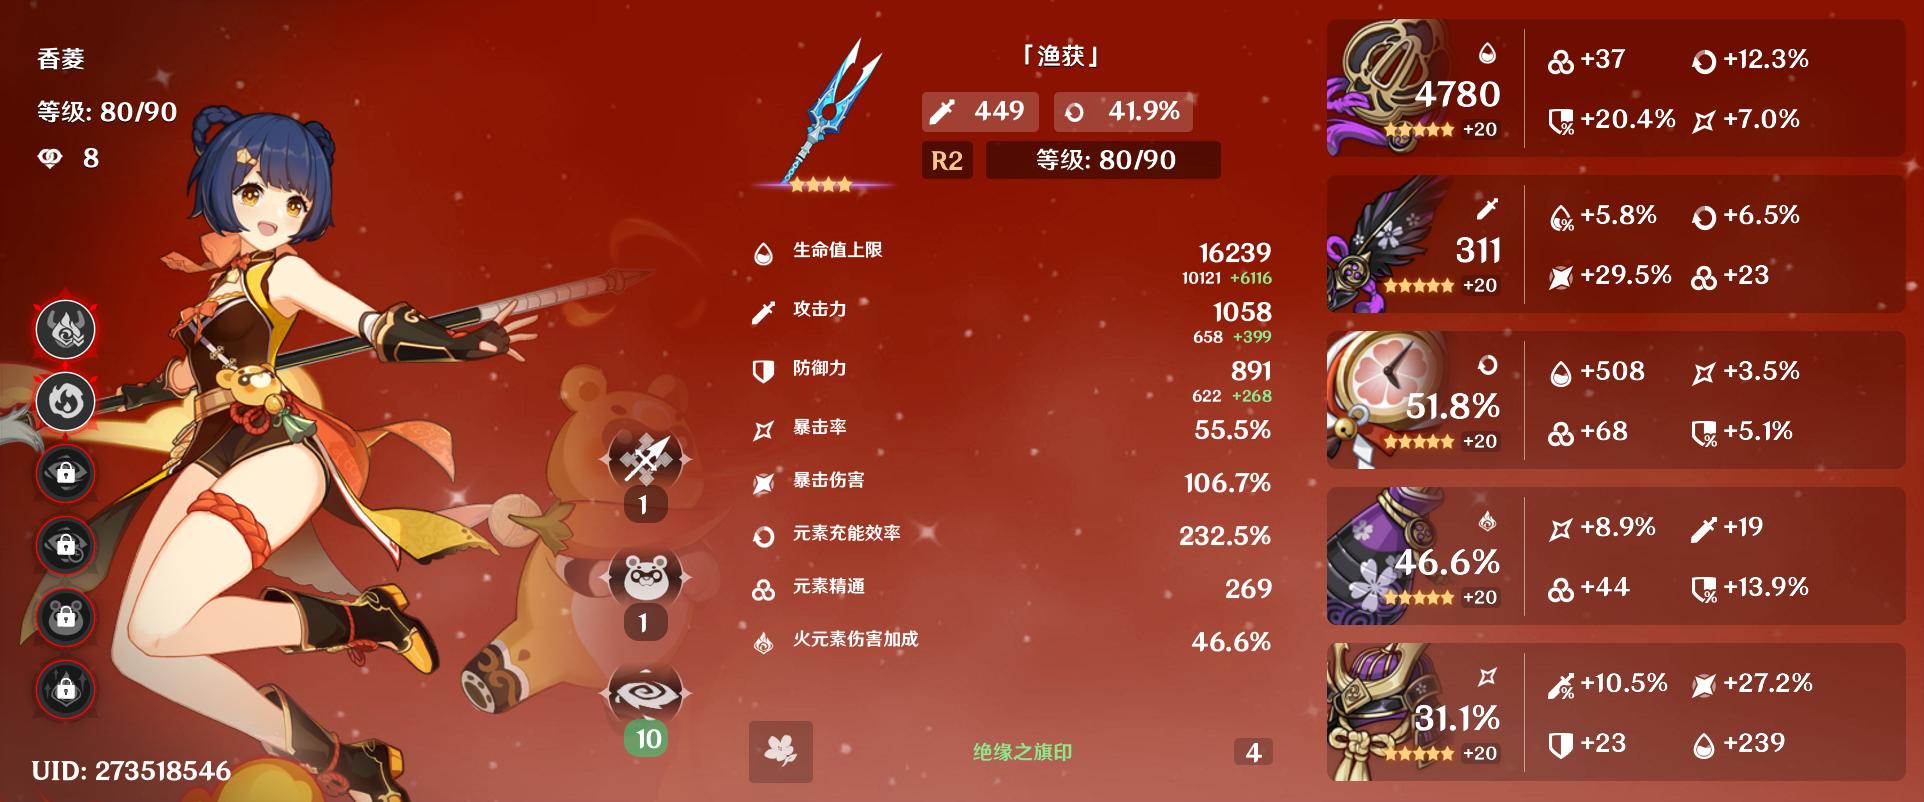 香菱
等级: 80/90
8
「渔获」
449 41.9%
R2 等级: 80/90
生命值上限 16239
10121 +6116
攻击力 1058
658 +399
防御力 891
622 +268
暴击率 55.5%
暴击伤害 106.7%
元素充能效率 232.5%
元素精通 269
火元素伤害加成 46.6%
绝缘之旗印 4
1
1
10
UID: 273518546
4780 +20
+37 +12.3%
+20.4% +7.0%
311 +20
+5.8% +6.5%
+29.5% +23
51.8% +20
+508 +3.5%
+68 +5.1%
46.6% +20
+8.9% +19
+44 +13.9%
31.1% +20
+10.5% +27.2%
+23 +239